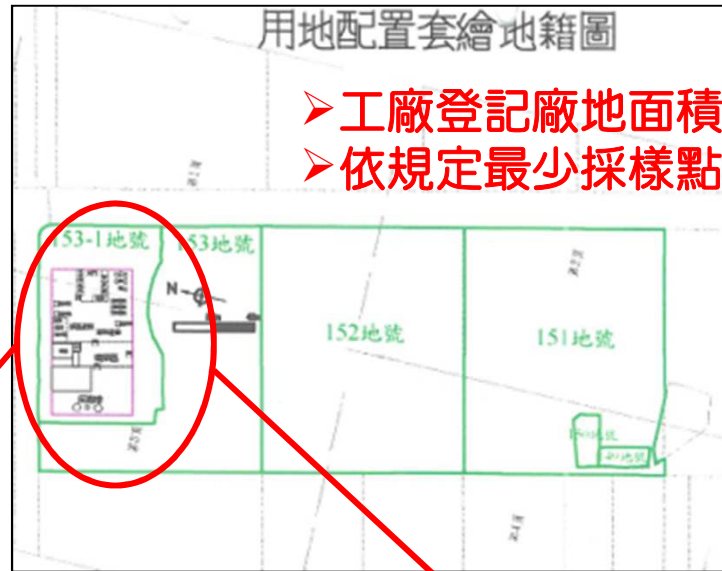 用地配置套繪地籍圖
➢工廠登記廠地面積
➢依規定最少採樣點
153-1地號
153地號
N
152地號
151地號